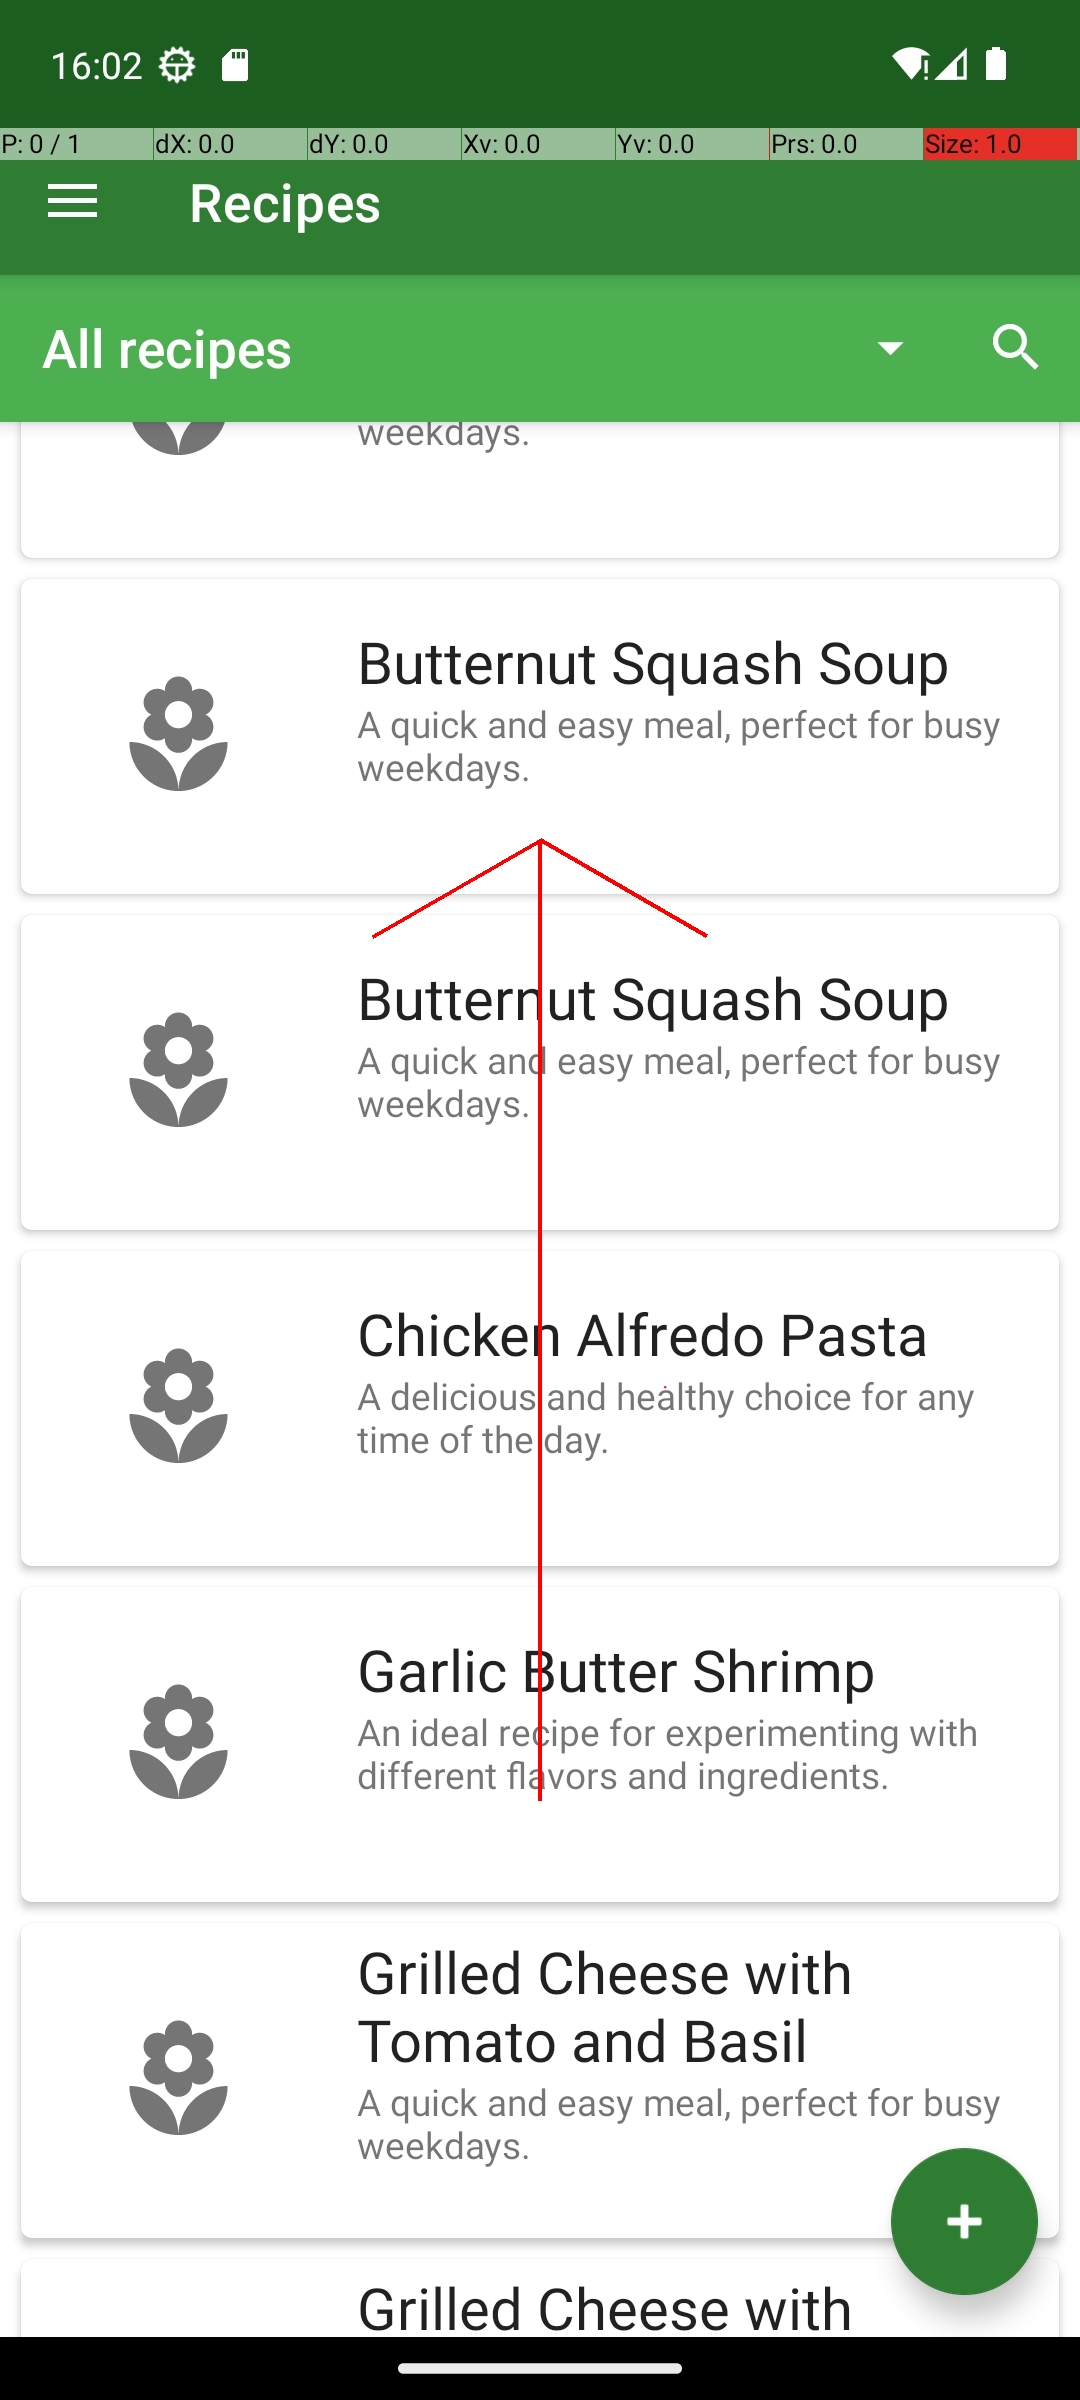 16:02
P: 0 / 1 dX: 0.0 dY: 0.0 Xv: 0.0 Yv: 0.0 Prs: 0.0 Size: 1.0
Recipes
All recipes
weekdays.
Butternut Squash Soup
A quick and easy meal, perfect for busy
weekdays.
Butternut Squash Soup
A quick and easy meal, perfect for busy
weekdays.
Chicken Alfredo Pasta
A delicious and healthy choice for any
time of the day.
Garlic Butter Shrimp
An ideal recipe for experimenting with
different flavors and ingredients.
Grilled Cheese with
Tomato and Basil
A quick and easy meal, perfect for busy
weekdays.
Grilled Cheese with